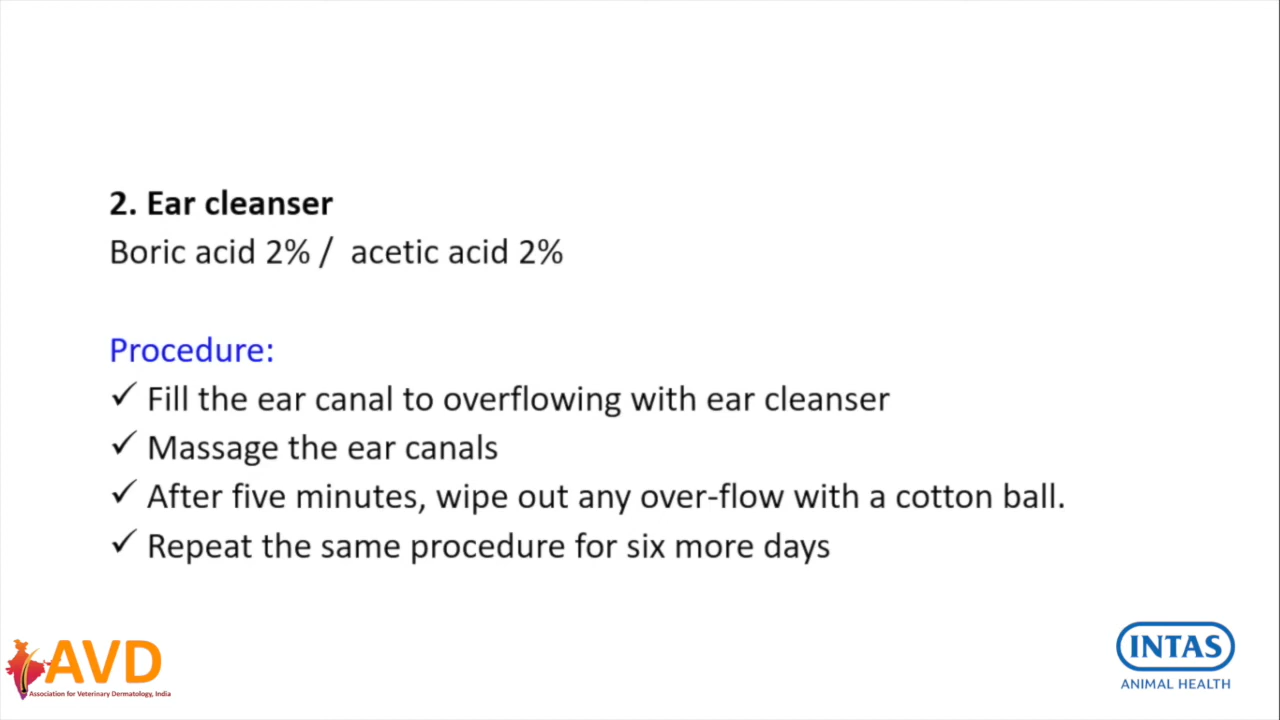 2. Ear cleanser
Boric acid 2% / acetic acid 2%
Procedure:
✓ Fill the ear canal to overflowing with ear cleanser
✓ Massage the ear canals
✓ After five minutes, wipe out any over-flow with a cotton ball.
✓ Repeat the same procedure for six more days
AVD
Association for Veterinary Dermatology, India
INTAS
ANIMAL HEALTH